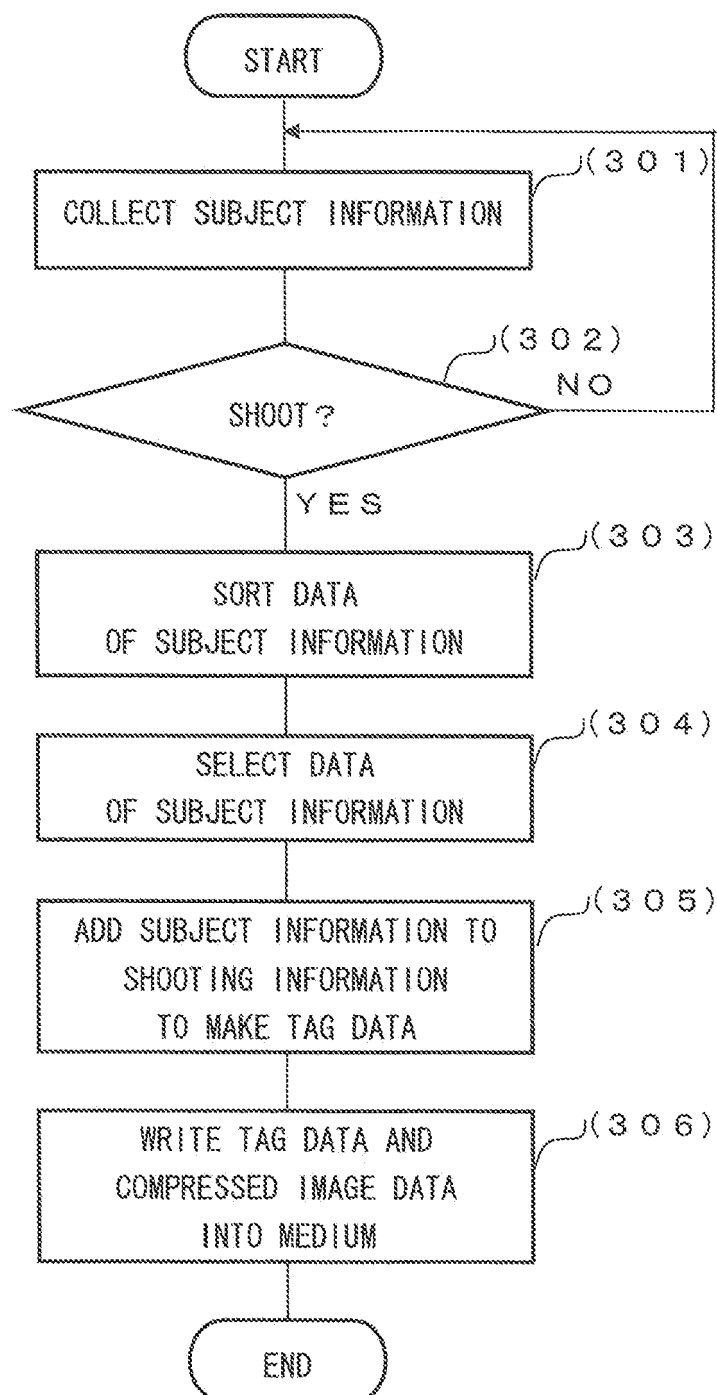 START
(301)
COLLECT SUBJECT INFORMATION
(302)
SHOOT?
NO
YES
(303)
SORT DATA
OF SUBJECT INFORMATION
(304)
SELECT DATA
OF SUBJECT INFORMATION
(305)
ADD SUBJECT INFORMATION TO
SHOOTING INFORMATION
TO MAKE TAG DATA
(306)
WRITE TAG DATA AND
COMPRESSED IMAGE DATA
INTO MEDIUM
END